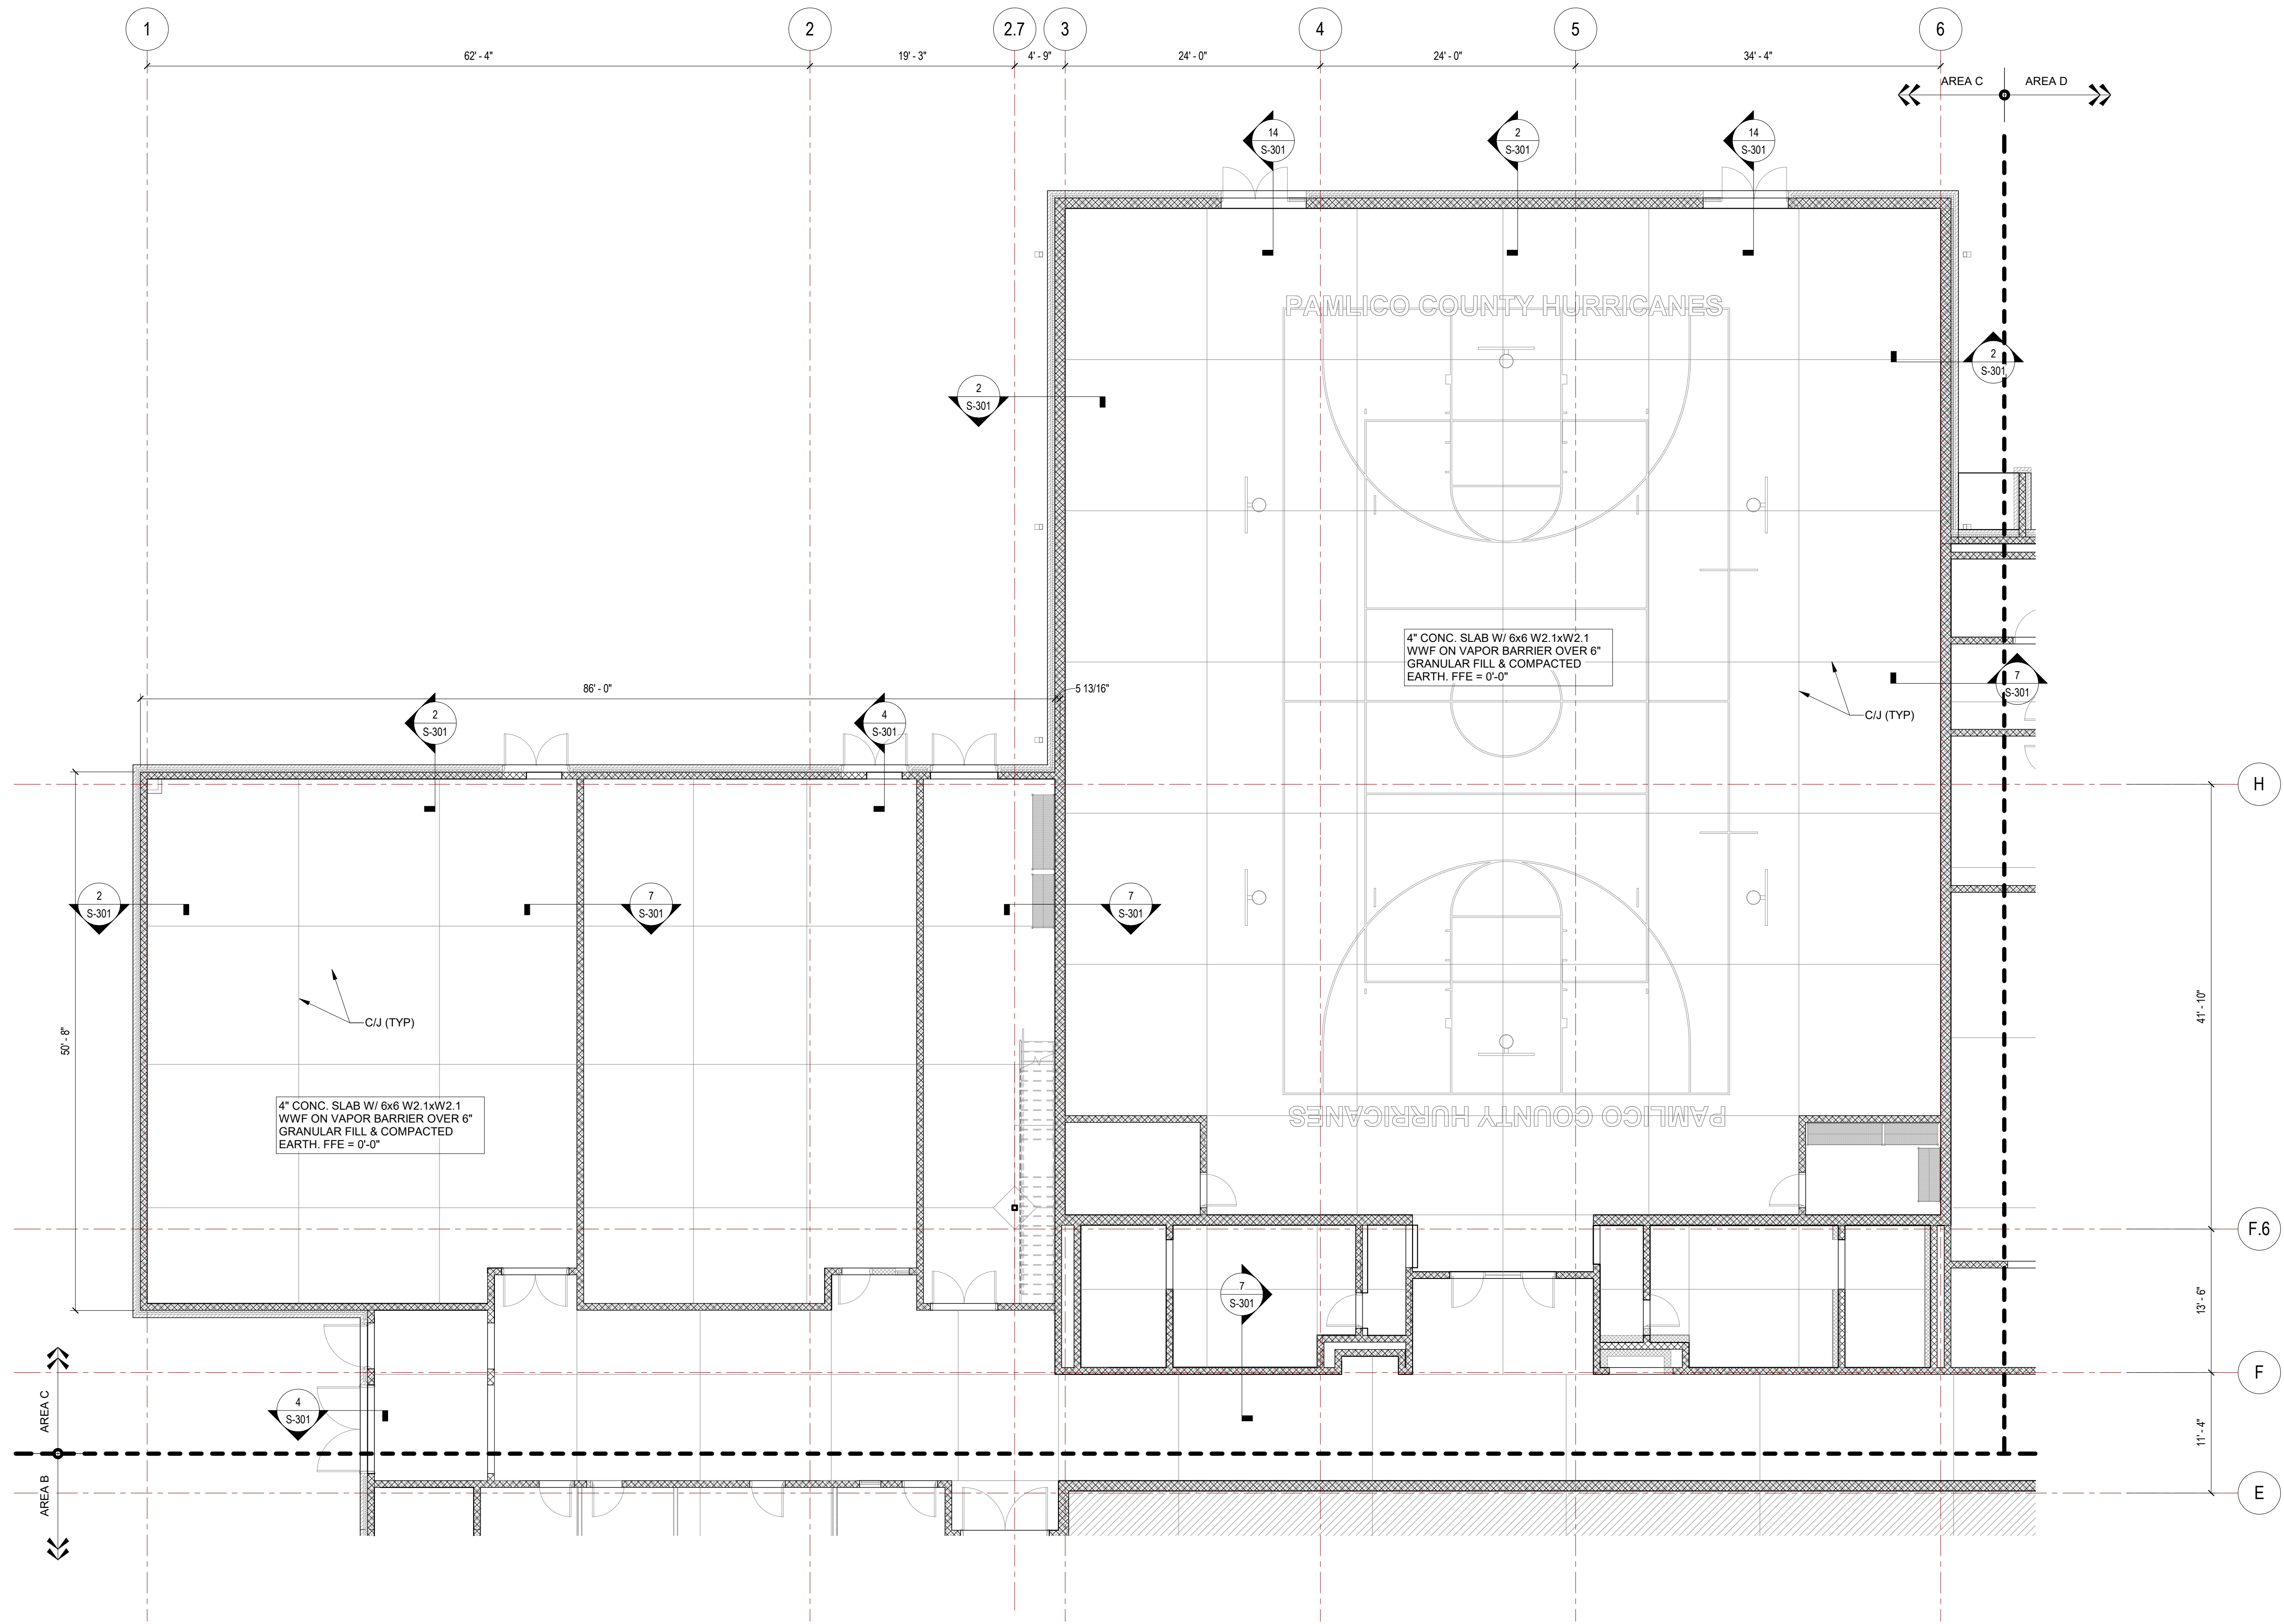 1 2 2.7 3 4 5 6
62' - 4" 19' - 3" 4' - 9" 24' - 0" 24' - 0" 34' - 4"
AREA C AREA D
14
S-301
2
S-301
14
S-301
PAMLICO COUNTY HURRICANES
2
S-301
2
S-301
4" CONC. SLAB W/ 6x6 W2.1xW2.1
WWF ON VAPOR BARRIER OVER 6"
GRANULAR FILL & COMPACTED
EARTH. FFE = 0'-0"
7
S-301
86' - 0" 5 13/16"
C/J (TYP)
2
S-301
4
S-301
H
2
S-301
7
S-301
7
S-301
C/J (TYP)
50' - 8"
41' - 10"
4" CONC. SLAB W/ 6x6 W2.1xW2.1
WWF ON VAPOR BARRIER OVER 6"
GRANULAR FILL & COMPACTED
EARTH. FFE = 0'-0"
PAMLICO COUNTY HURRICANES
F.6
7
S-301
13' - 6"
F
AREA C
4
S-301
11' - 4"
AREA B
E